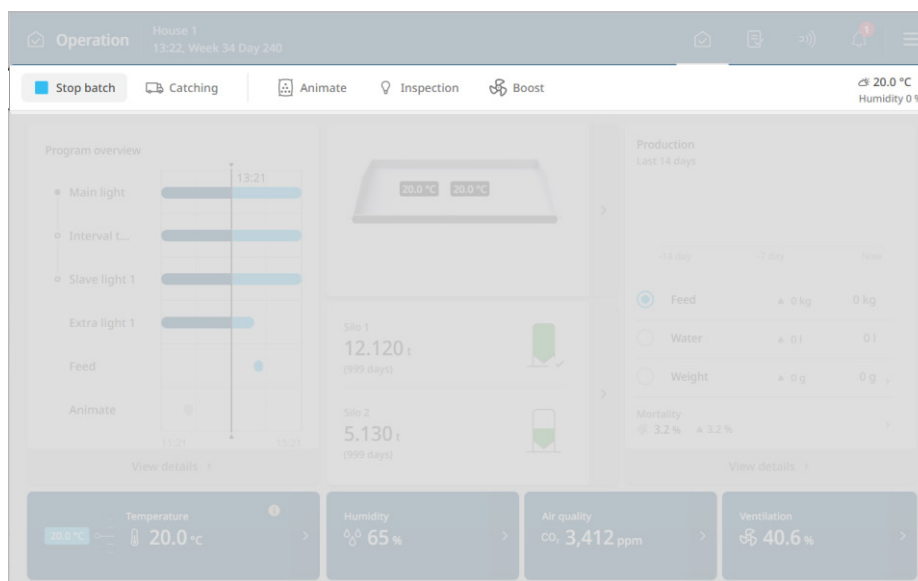 Operation
House 1
13:22, Week 34 Day 240
1
Stop batch
Catching
Animate
Inspection
Boost
20.0 °C
Humidity 0 %
Program overview
13:21
Main light
Interval t...
Slave light 1
Extra light 1
Feed
Animate
11:21 15:21
View details
20.0 °C 20.0 °C
Silo 1
12.120 t
(999 days)
Silo 2
5.130 t
(999 days)
Production
Last 14 days
-14 day -7 day Now
Feed 0 kg 0 kg
Water 0 l 0 l
Weight 0 g 0 g
Mortality
3.2 % 3.2 %
View details
Temperature
20.0 °C 20.0 °C
Humidity
65 %
Air quality
CO₂ 3,412 ppm
Ventilation
40.6 %